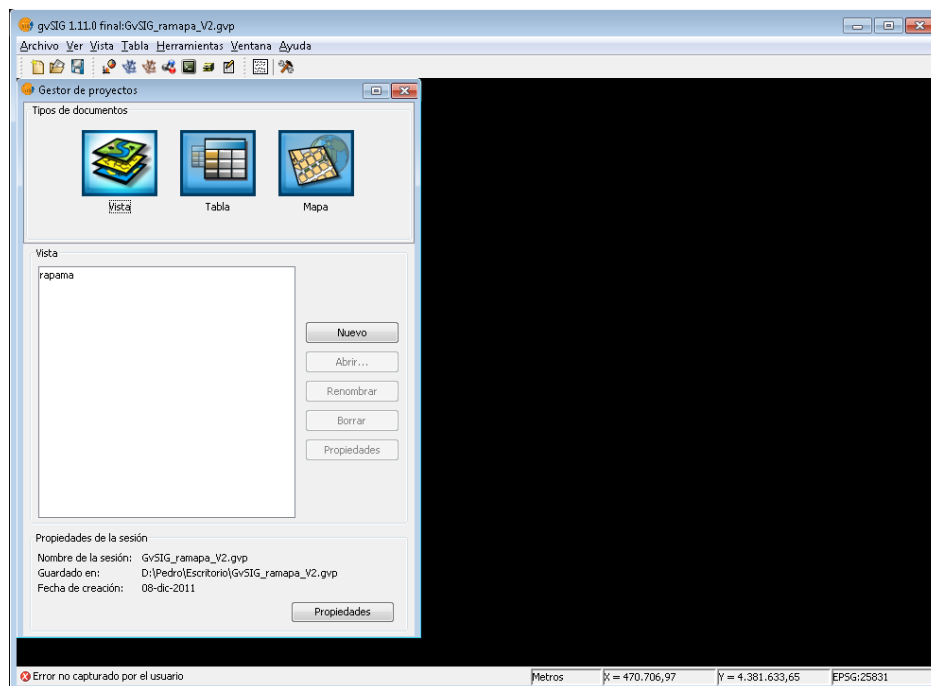 gvSIG 1.11.0 final:GvSIG_ramapa_V2.gvp
Archivo Ver Vista Tabla Herramientas Ventana Ayuda
Gestor de proyectos
Tipos de documentos
Vista Tabla Mapa
Vista
rapama
Nuevo
Abrir...
Renombrar
Borrar
Propiedades
Propiedades de la sesión
Nombre de la sesión: GvSIG_ramapa_V2.gvp
Guardado en: D:\Pedro\Escritorio\GvSIG_ramapa_V2.gvp
Fecha de creación: 08-dic-2011
Propiedades
Error no capturado por el usuario Metros X = 470.706,97 Y = 4.381.633,65 EPSG:25831